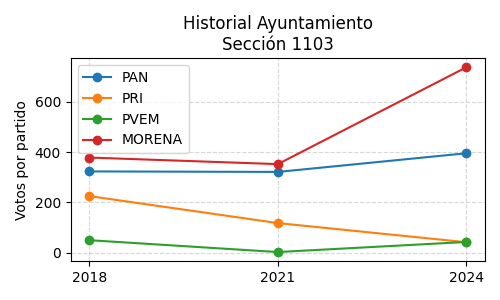 Historial Ayuntamiento
Sección 1103
PAN
PRI
PVEM
MORENA
Votos por partido
600
400
200
0
2018 2021 2024